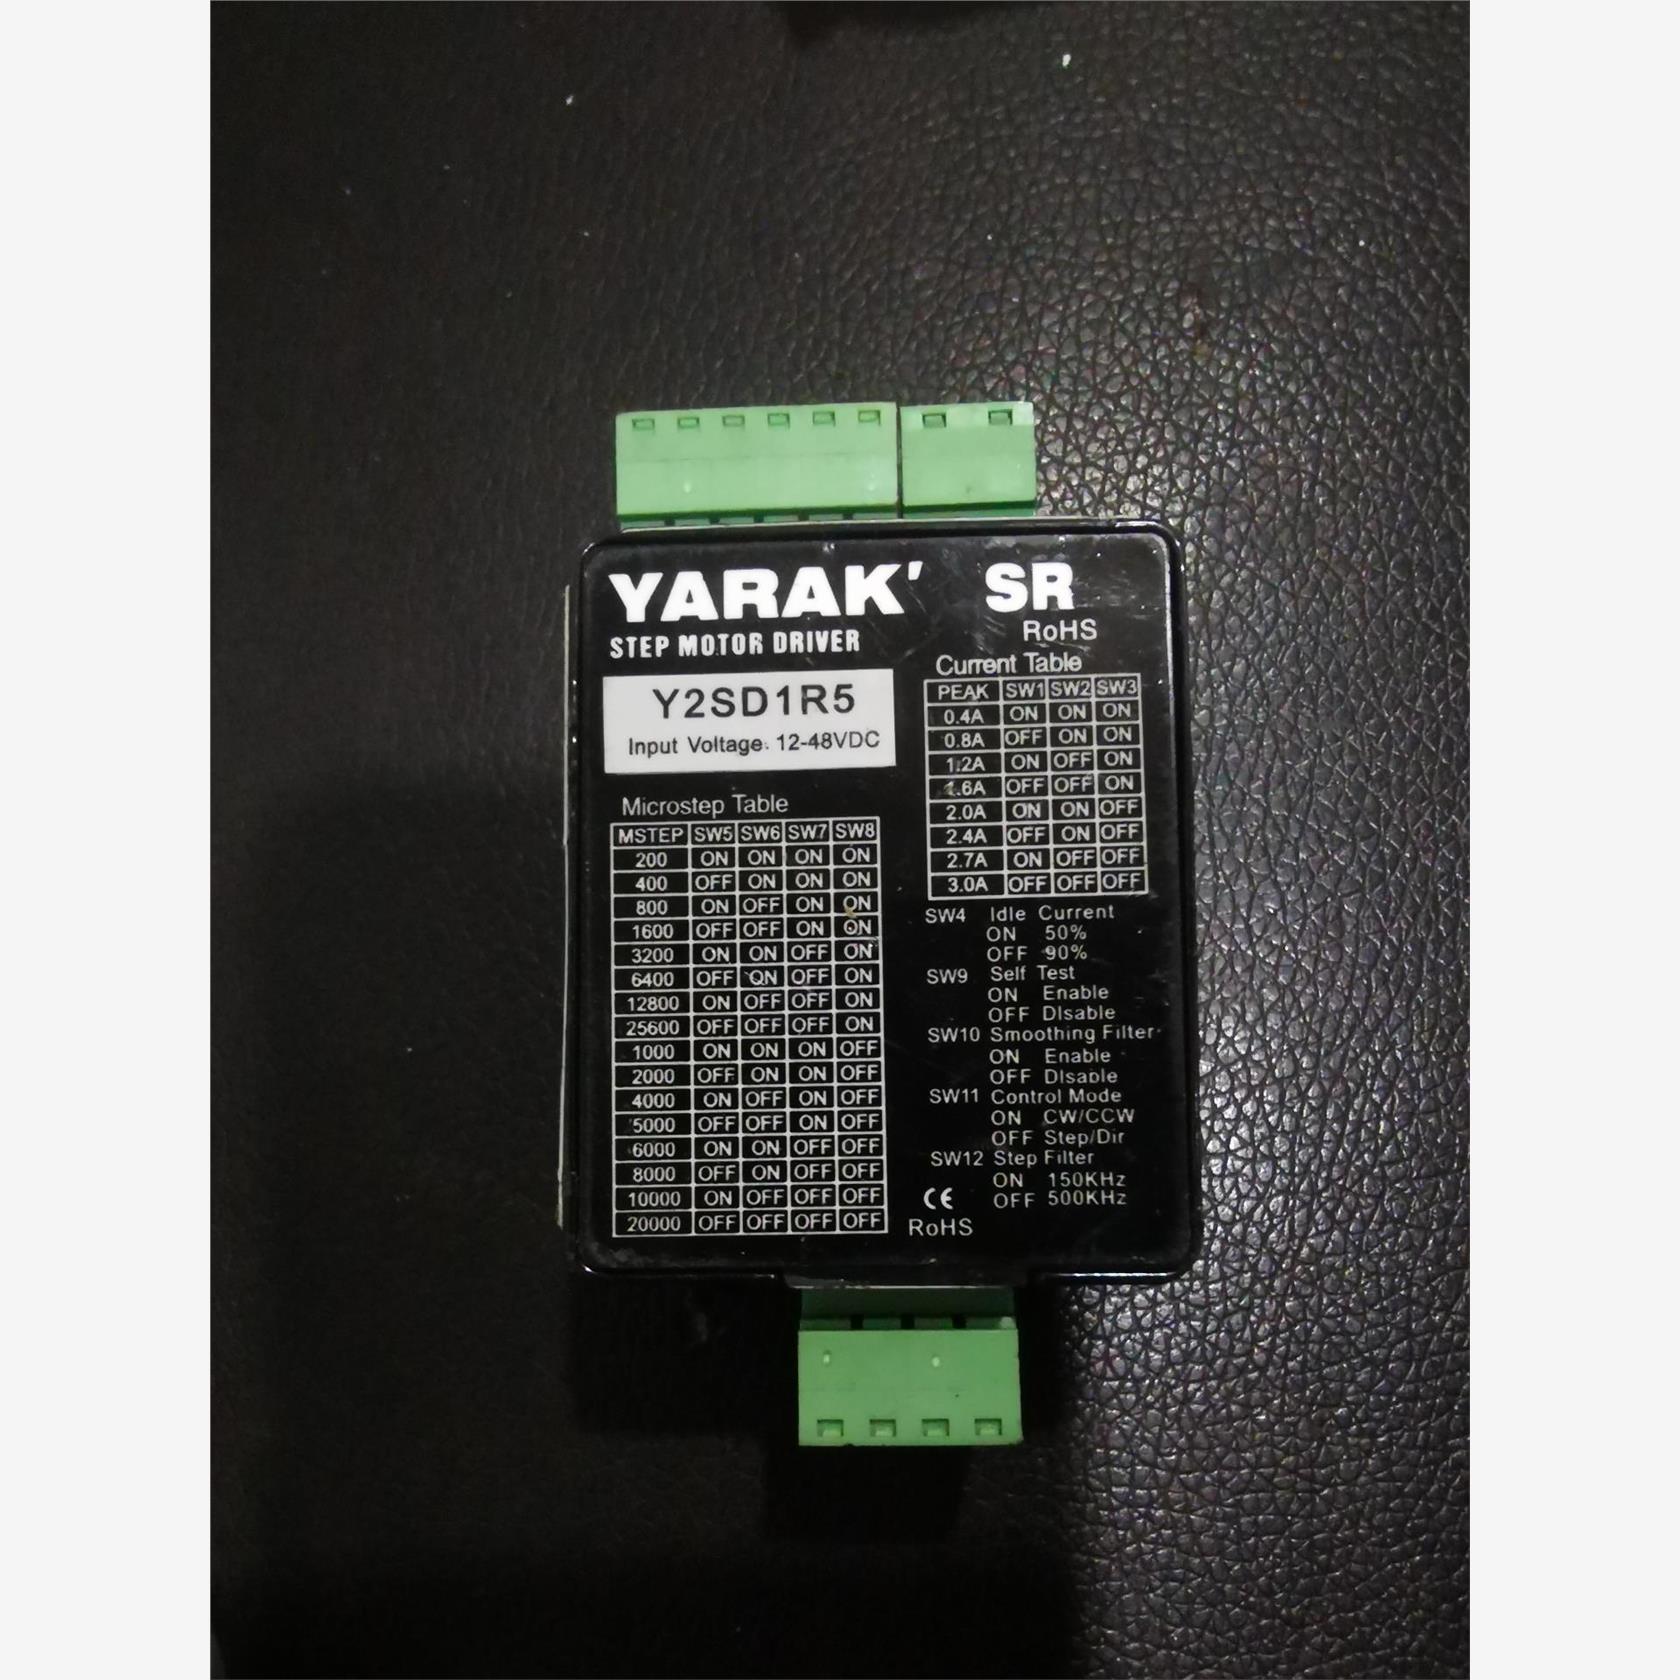 YARAK' SR
RoHS
STEP MOTOR DRIVER
Y2SD1R5
Input Voltage: 12-48VDC
Microstep Table
MSTEP SW5 SW6 SW7 SW8
200 ON ON ON ON
400 OFF ON ON ON
800 ON OFF ON ON
1600 OFF OFF ON ON
3200 ON ON OFF ON
6400 OFF ON OFF ON
12800 ON OFF OFF ON
25600 OFF OFF OFF ON
1000 ON ON ON OFF
2000 OFF ON ON OFF
4000 ON OFF ON OFF
5000 OFF OFF ON OFF
6000 ON ON OFF OFF
8000 OFF ON OFF OFF
10000 ON OFF OFF OFF
20000 OFF OFF OFF OFF
Current Table
PEAK SW1 SW2 SW3
0.4A ON ON ON
0.8A OFF ON ON
1.2A ON OFF ON
1.6A OFF OFF ON
2.0A ON ON OFF
2.4A OFF ON OFF
2.7A ON OFF OFF
3.0A OFF OFF OFF
SW4 Idle Current
ON 50%
OFF 90%
SW9 Self Test
ON Enable
OFF DIsable
SW10 Smoothing Filter
ON Enable
OFF DIsable
SW11 Control Mode
ON CW/CCW
OFF Step/Dir
SW12 Step Filter
ON 150KHz
OFF 500KHz
CE
RoHS